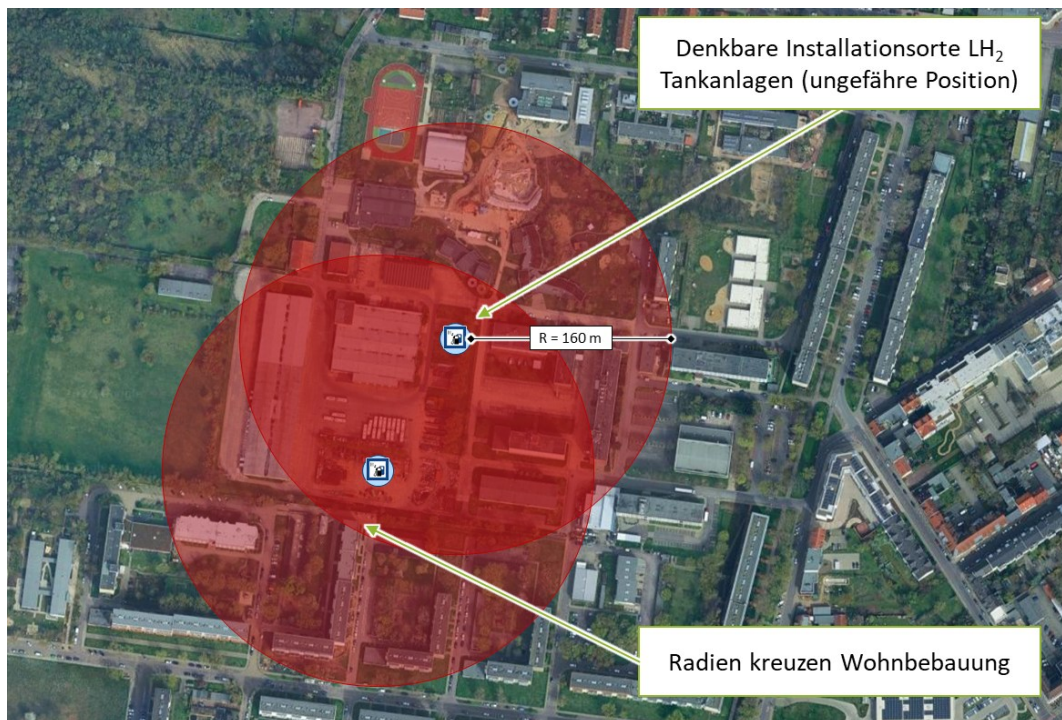 Denkbare Installationsorte LH₂
Tankanlagen (ungefähre Position)
R = 160 m
Radien kreuzen Wohnbebauung